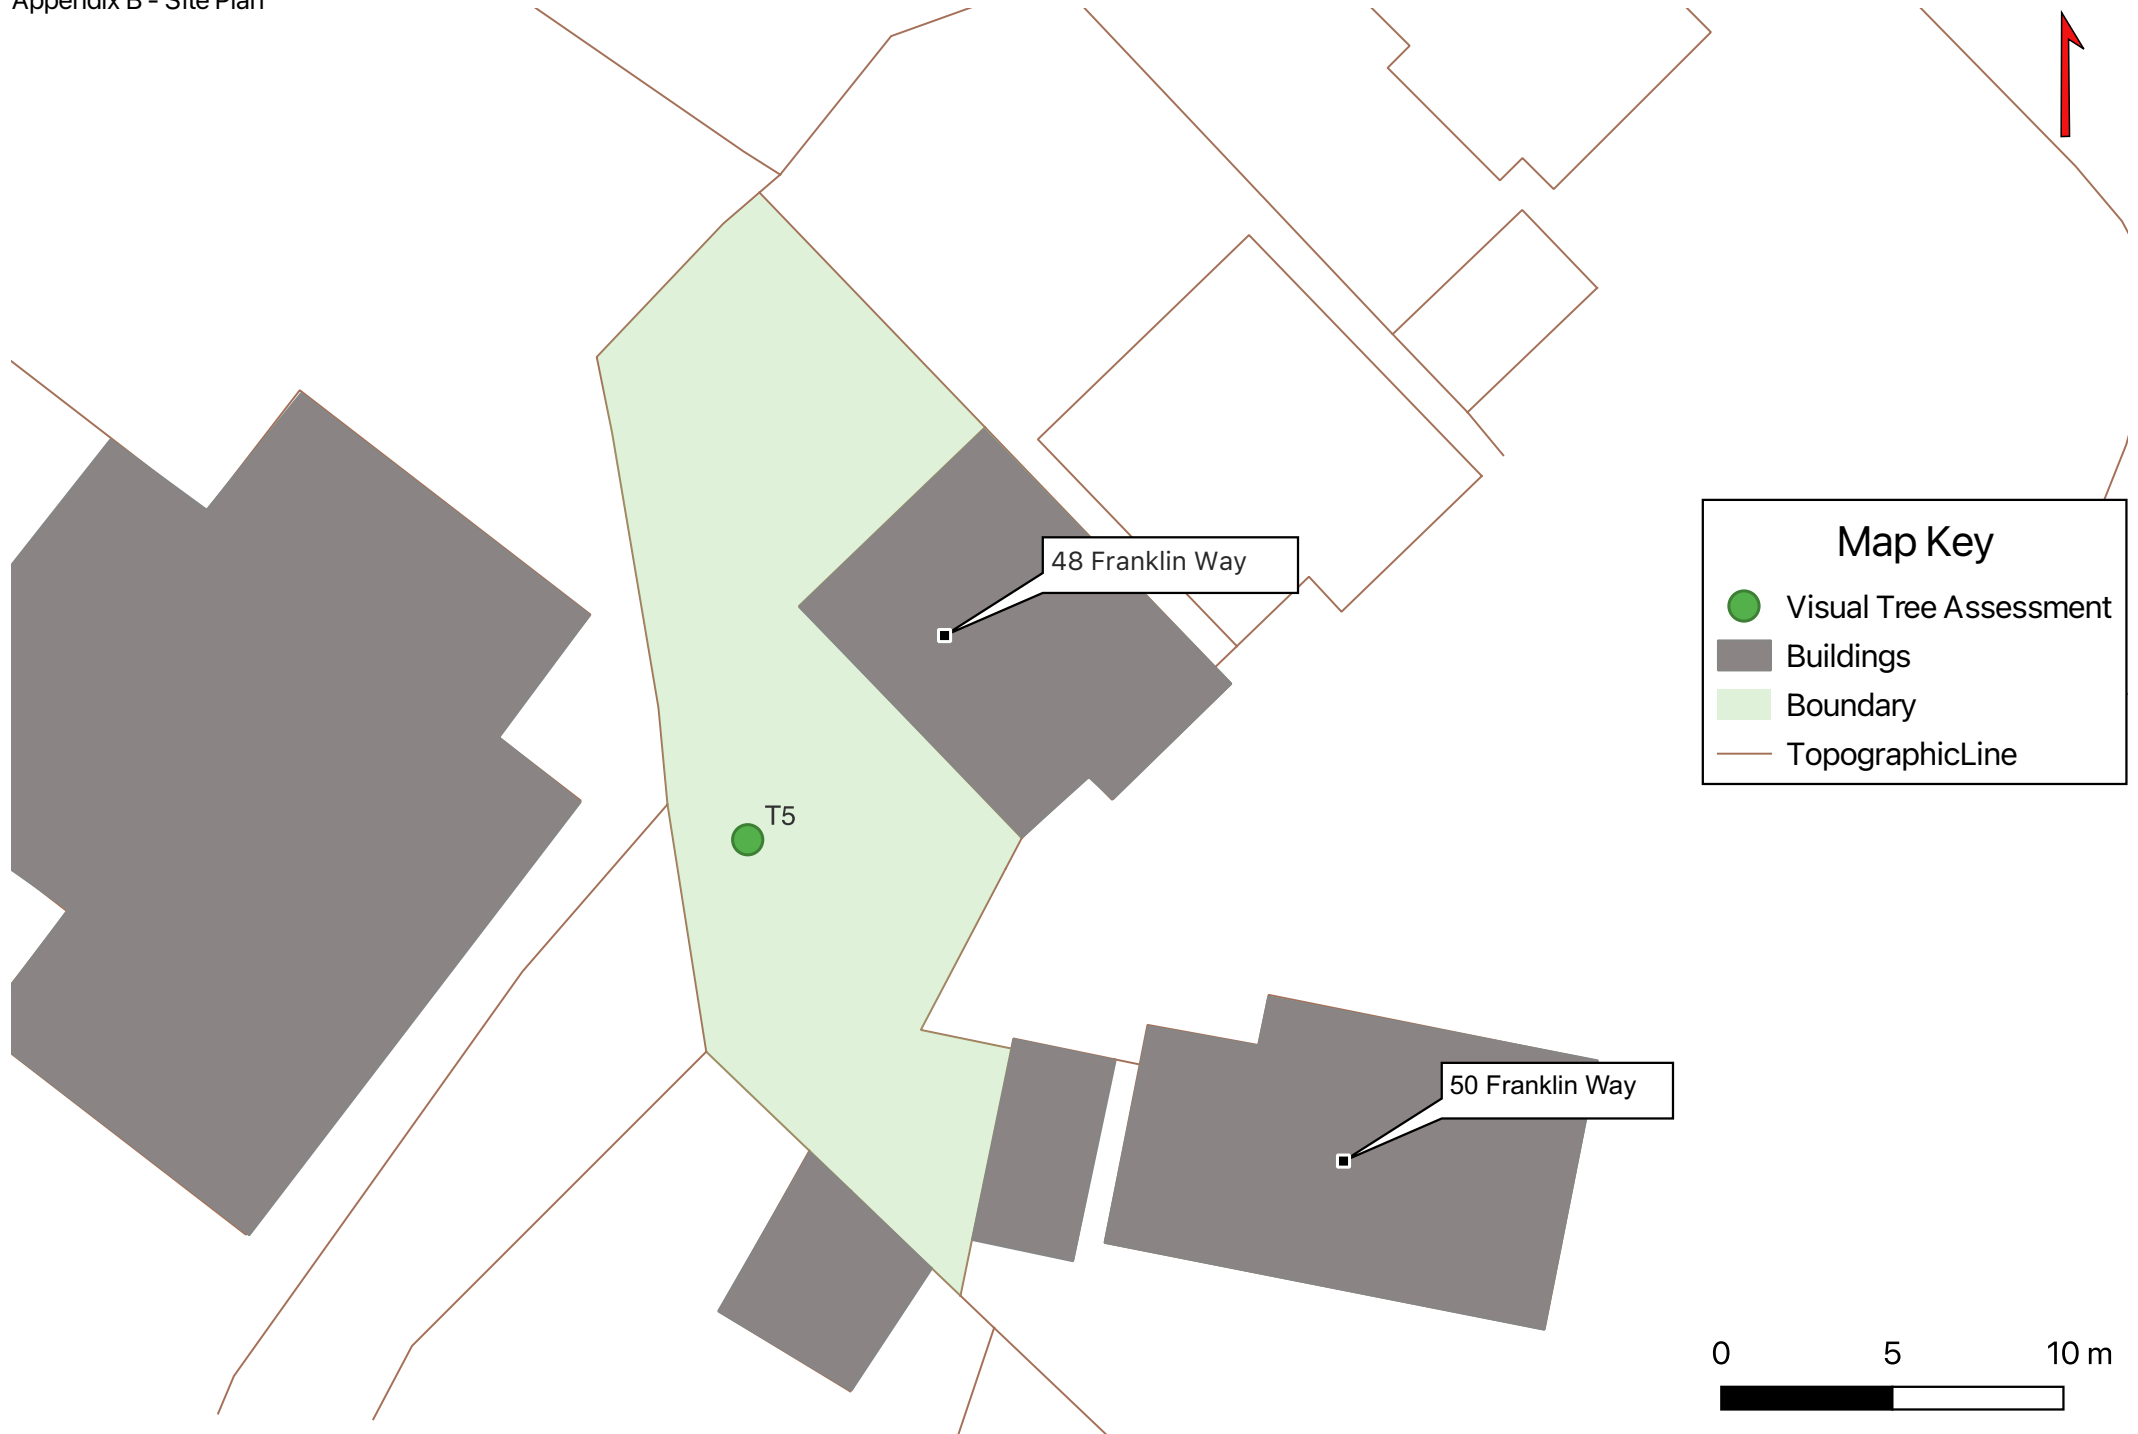 Appendix B - Site Plan
48 Franklin Way
Map Key
Visual Tree Assessment
Buildings
Boundary
TopographicLine
T5
50 Franklin Way
0 5 10 m